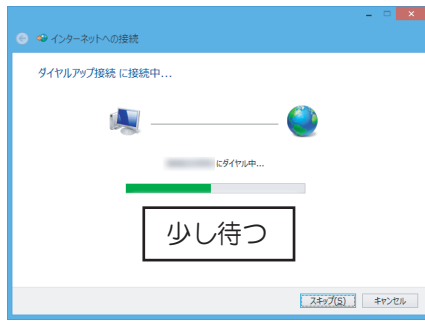 インターネットへの接続
ダイヤルアップ接続 に接続中...
にダイヤル中...
少し待つ
スキップ(S)
キャンセル